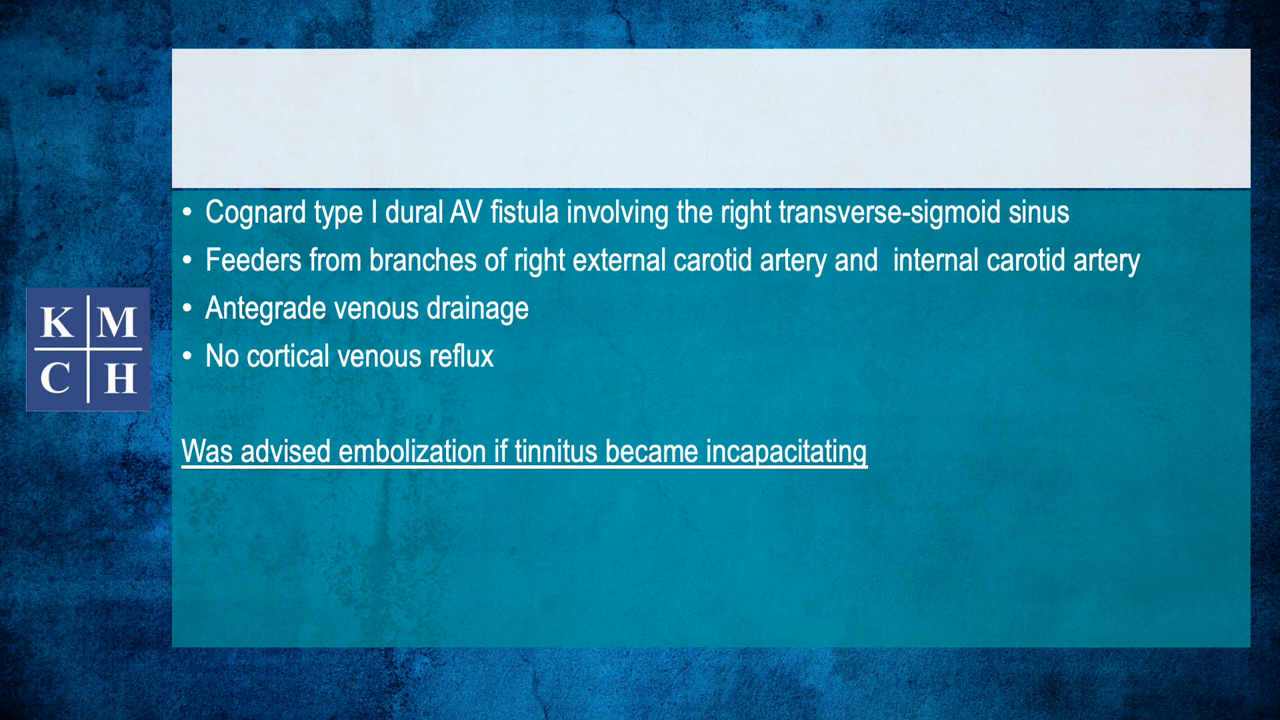 • Cognard type I dural AV fistula involving the right transverse-sigmoid sinus
• Feeders from branches of right external carotid artery and  internal carotid artery
• Antegrade venous drainage
• No cortical venous reflux
K M
C H
Was advised embolization if tinnitus became incapacitating